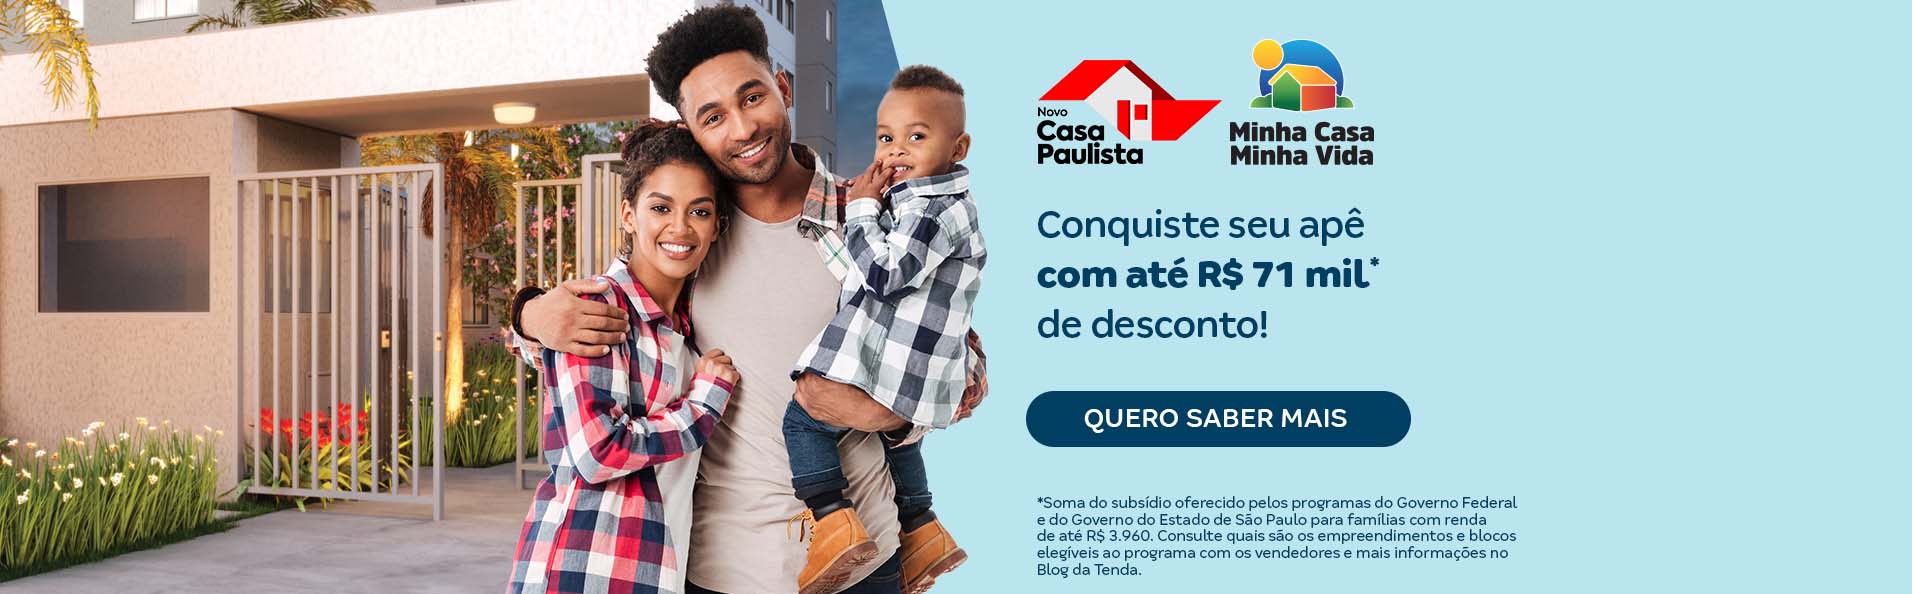 Novo
Casa
Paulista
Minha Casa
Minha Vida
Conquiste seu apê
com até R$ 71 mil*
de desconto!
QUERO SABER MAIS
*Soma do subsídio oferecido pelos programas do Governo Federal
e do Governo do Estado de São Paulo para famílias com renda
de até R$ 3.960. Consulte quais são os empreendimentos e blocos
elegíveis ao programa com os vendedores e mais informações no
Blog da Tenda.